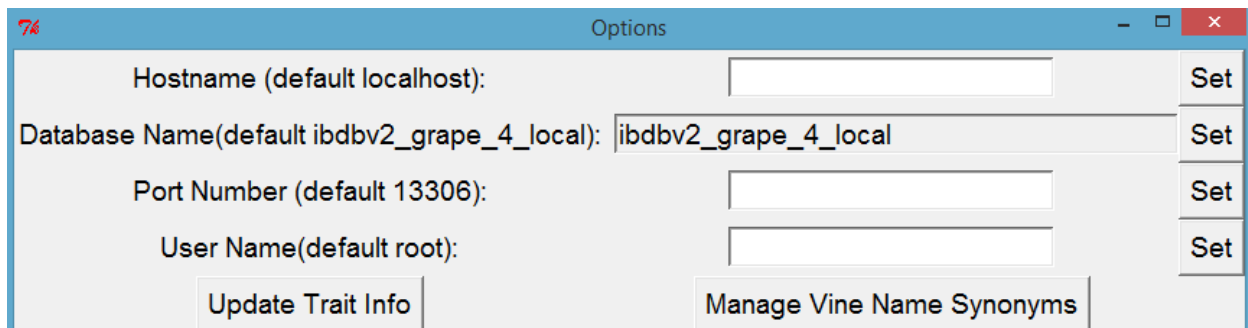 Options
Hostname (default localhost): Set
Database Name(default ibdbv2_grape_4_local): ibdbv2_grape_4_local Set
Port Number (default 13306): Set
User Name(default root): Set
Update Trait Info Manage Vine Name Synonyms